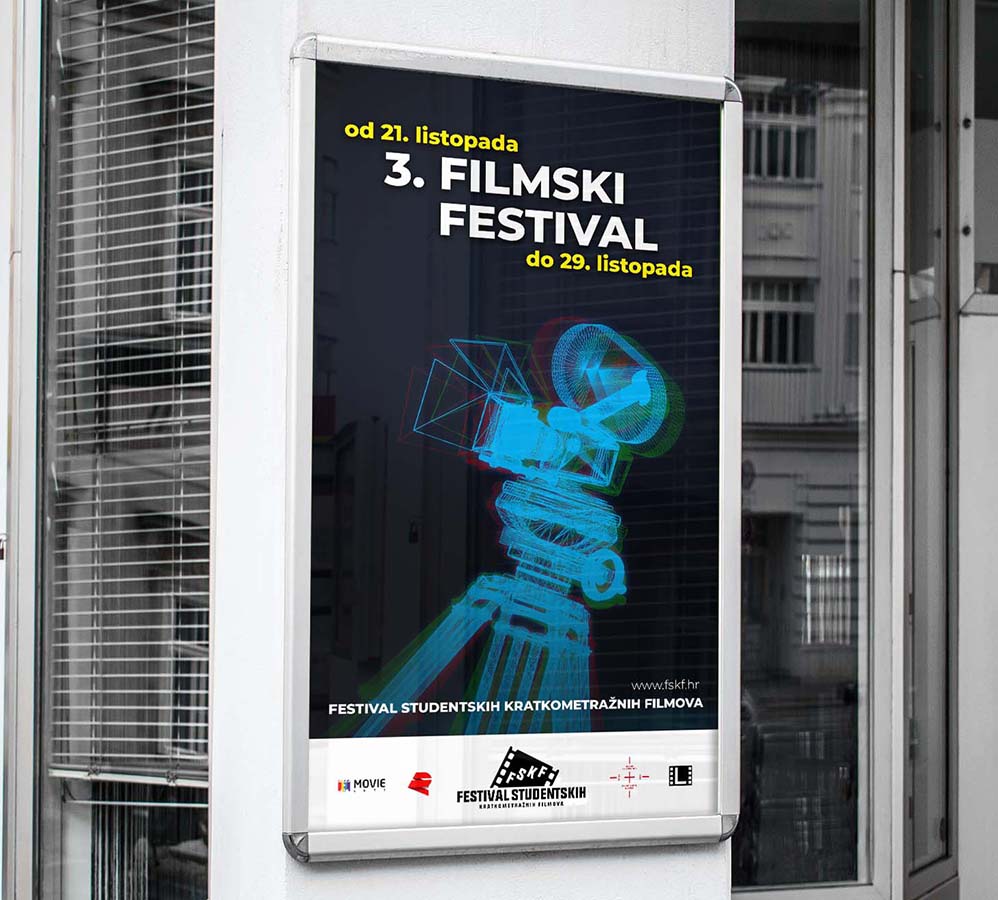 od 21. listopada
3. FILMSKI
FESTIVAL
do 29. listopada
www.fskf.hr
FESTIVAL STUDENTSKIH KRATKOMETRAŽNIH FILMOVA
MOVIE
FSKF
FESTIVAL STUDENTSKIH
KRATKOMETRAŽNIH FILMOVA
L